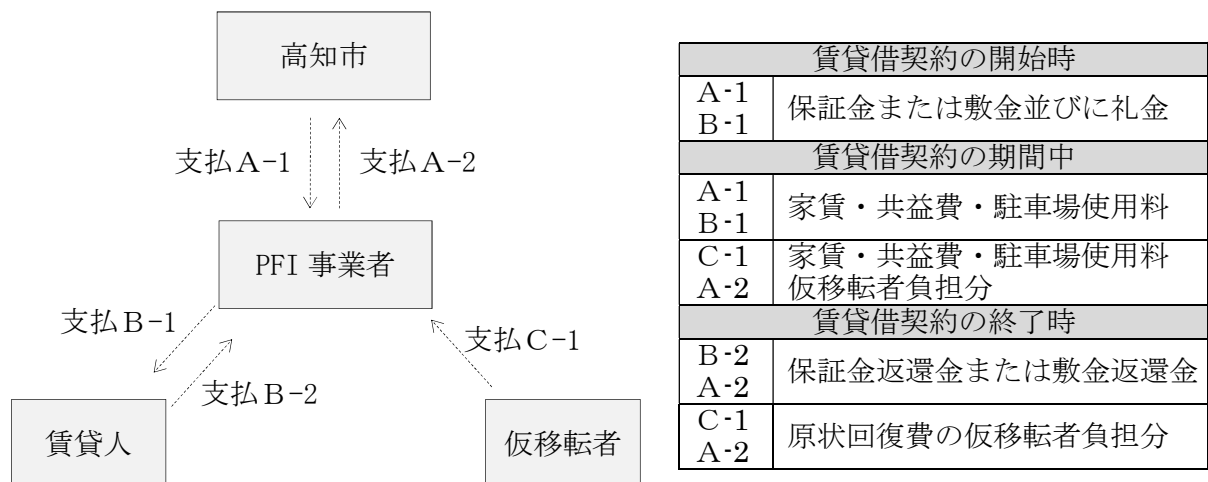 高知市
支払A-1
支払A-2
PFI 事業者
支払B-1
支払B-2
支払C-1
賃貸人
仮移転者
賃貸借契約の開始時
A-1
B-1
保証金または敷金並びに礼金
賃貸借契約の期間中
A-1
B-1
家賃・共益費・駐車場使用料
C-1
A-2
家賃・共益費・駐車場使用料
仮移転者負担分
賃貸借契約の終了時
B-2
A-2
保証金返還金または敷金返還金
C-1
A-2
原状回復費の仮移転者負担分